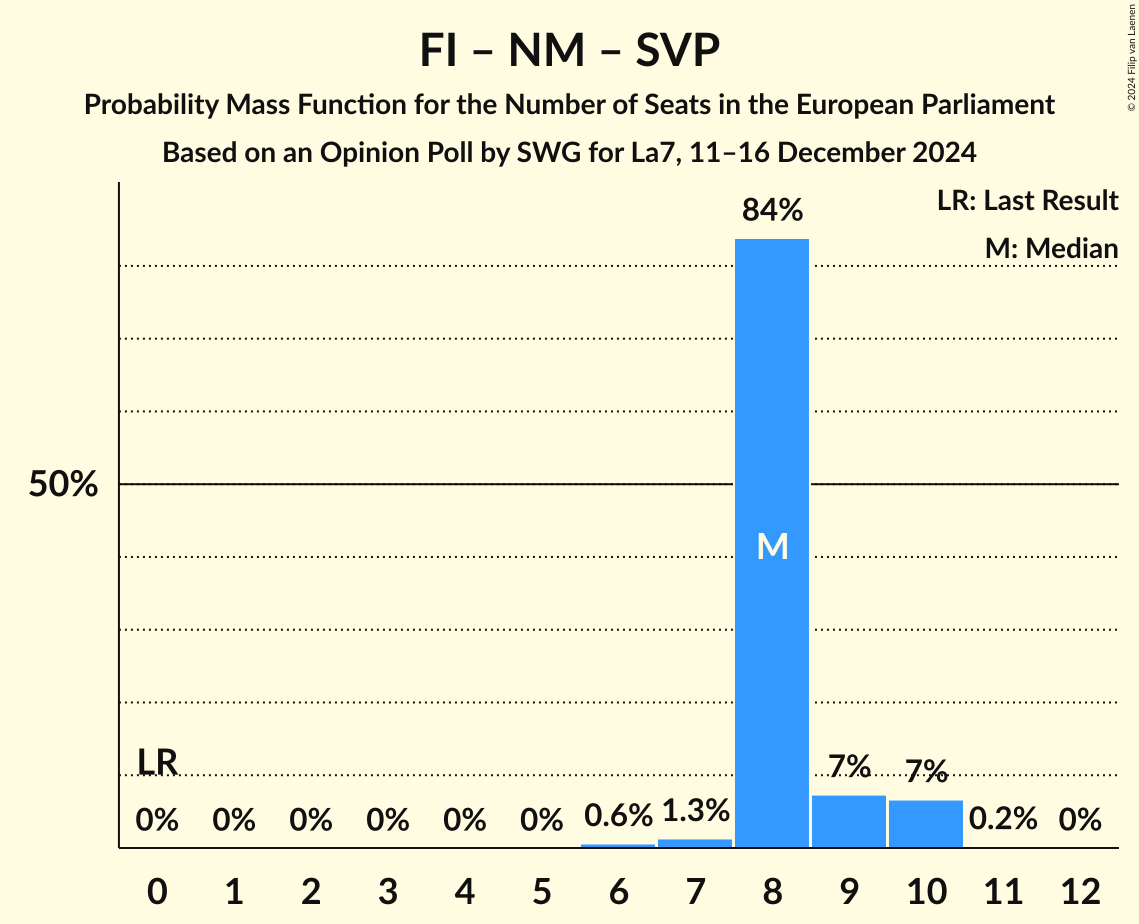 FI – NM – SVP
Probability Mass Function for the Number of Seats in the European Parliament
Based on an Opinion Poll by SWG for La7, 11–16 December 2024
© 2024 Filip van Laenen
LR: Last Result
M: Median
84%
50%
M
LR
0% 0% 0% 0% 0% 0% 0.6% 1.3% 7% 7% 0.2% 0%
0 1 2 3 4 5 6 7 8 9 10 11 12